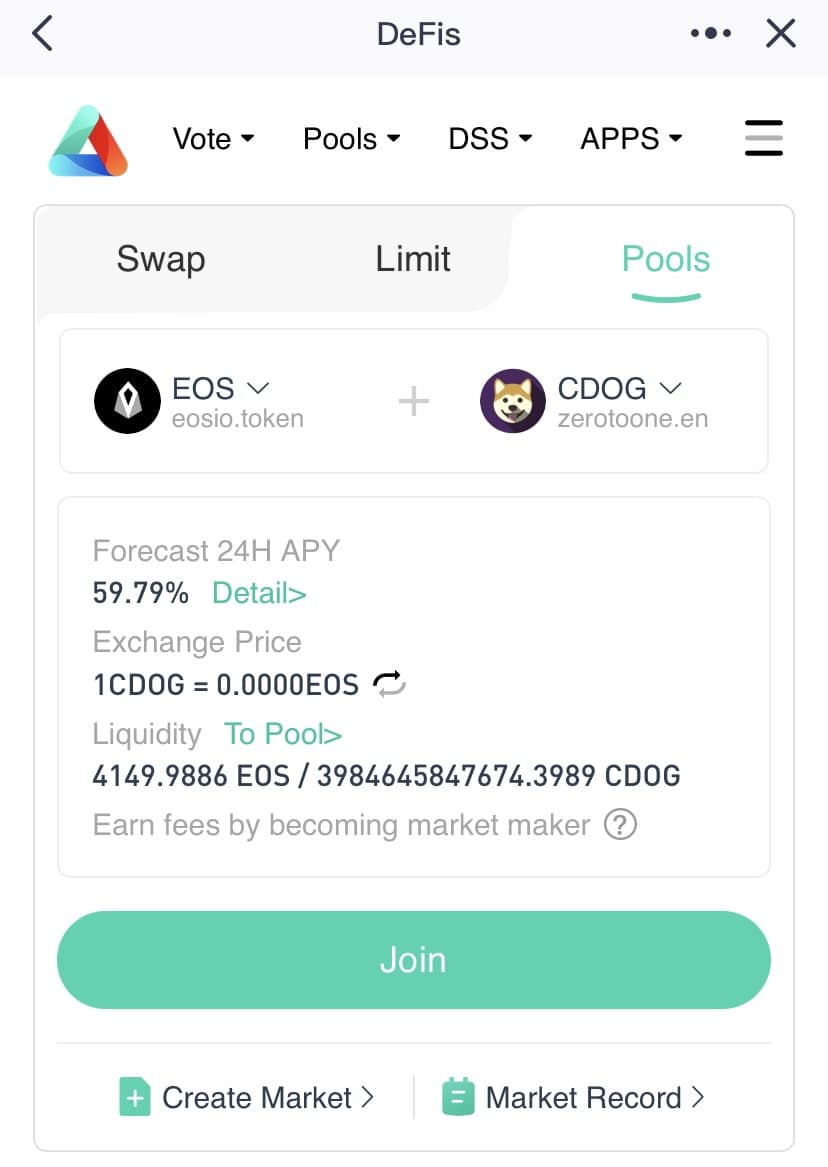 DeFis
Vote Pools DSS APPS
Swap Limit Pools
EOS CDOG
eosio.token zerotoone.en
Forecast 24H APY
59.79% Detail>
Exchange Price
1CDOG = 0.0000EOS
Liquidity To Pool>
4149.9886 EOS / 3984645847674.3989 CDOG
Earn fees by becoming market maker ?
Join
Create Market > Market Record >